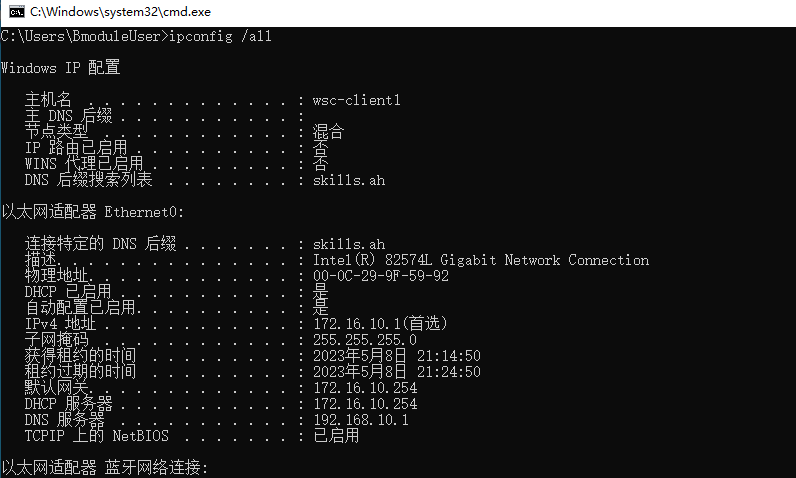 C:\Windows\system32\cmd.exe
C:\Users\BmoduleUser>ipconfig /all
Windows IP 配置
主机名 . . . . . . . . . . . . . : wsc-client1
主 DNS 后缀 . . . . . . . . . . . :
节点类型 . . . . . . . . . . . . : 混合
IP 路由已启用 . . . . . . . . . . : 否
WINS 代理已启用 . . . . . . . . . : 否
DNS 后缀搜索列表 . . . . . . . . : skills.ah
以太网适配器 Ethernet0:
连接特定的 DNS 后缀 . . . . . . . : skills.ah
描述. . . . . . . . . . . . . . . : Intel(R) 82574L Gigabit Network Connection
物理地址. . . . . . . . . . . . . : 00-0C-29-9F-59-92
DHCP 已启用 . . . . . . . . . . . : 是
自动配置已启用. . . . . . . . . . : 是
IPv4 地址 . . . . . . . . . . . . : 172.16.10.1(首选)
子网掩码 . . . . . . . . . . . . : 255.255.255.0
获得租约的时间 . . . . . . . . . : 2023年5月8日 21:14:50
租约过期的时间 . . . . . . . . . : 2023年5月8日 21:24:50
默认网关. . . . . . . . . . . . . : 172.16.10.254
DHCP 服务器 . . . . . . . . . . . : 172.16.10.254
DNS 服务器 . . . . . . . . . . . : 192.168.10.1
TCPIP 上的 NetBIOS . . . . . . . : 已启用
以太网适配器 蓝牙网络连接: